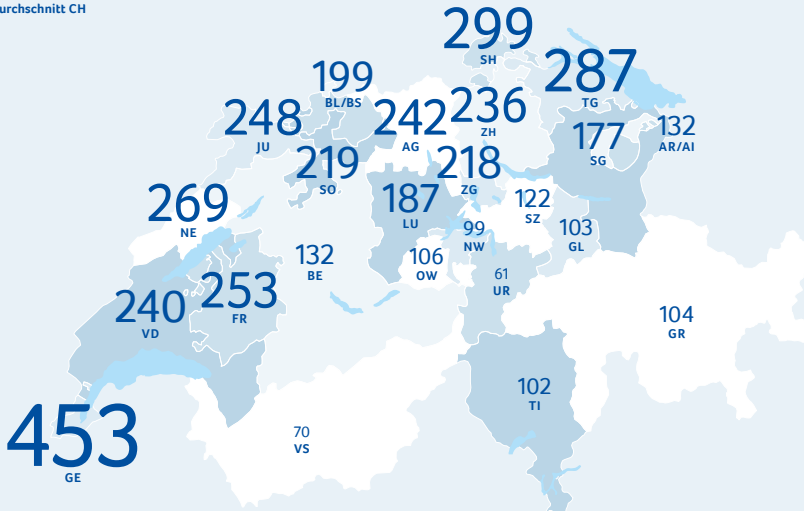 CH
299
SH
287
TG
199
BL/BS
248
JU
242
AG
236
ZH
177
SG
132
AR/AI
219
SO
218
ZG
187
LU
122
SZ
269
NE
99
NW
103
GL
132
BE
106
OW
61
UR
253
FR
240
VD
104
GR
102
TI
453
GE
70
VS